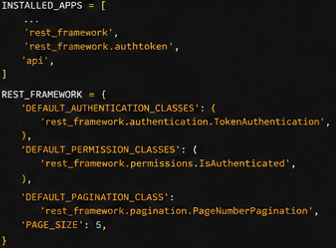 INSTALLED_APPS = [
    ...
    'rest_framework',
    'rest_framework.authtoken',
    'api',
]
REST_FRAMEWORK = {
    'DEFAULT_AUTHENTICATION_CLASSES': (
        'rest_framework.authentication.TokenAuthentication',
    ),
    'DEFAULT_PERMISSION_CLASSES': (
        'rest_framework.permissions.IsAuthenticated',
    ),
    'DEFAULT_PAGINATION_CLASS':
        'rest_framework.pagination.PageNumberPagination',
    'PAGE_SIZE': 5,
}